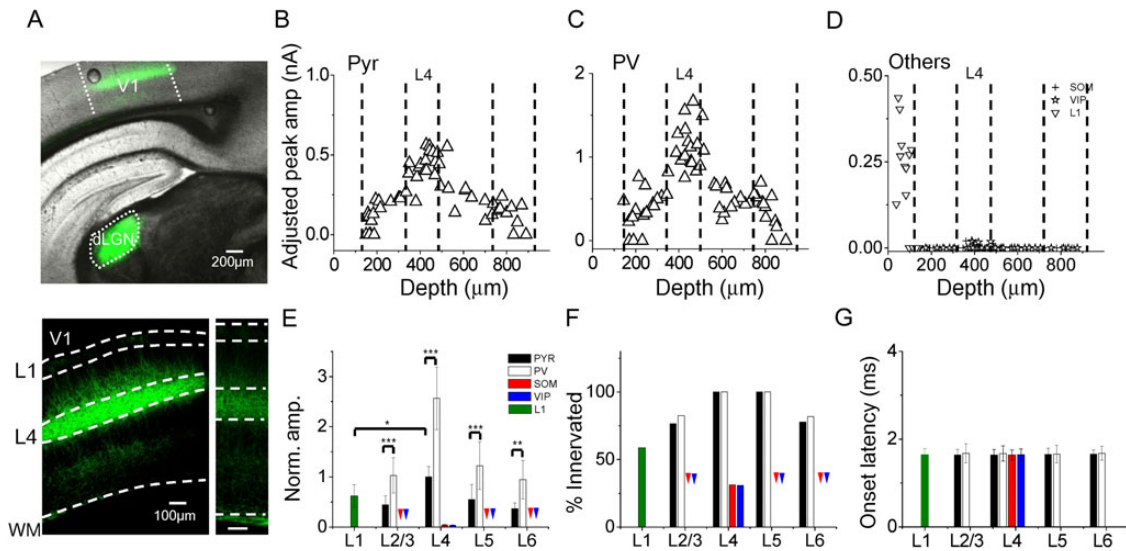 A
V1
dLGN
200μm
V1
L1
L4
WM
100μm
B
Pyr
L4
Adjusted peak amp (nA)
1.0
0.5
0.0
0 200 400 600 800
Depth (μm)
C
PV
L4
2
1
0
0 200 400 600 800
Depth (μm)
D
Others
L4
SOM
VIP
L1
0.50
0.25
0.00
0 200 400 600 800
Depth (μm)
E
Norm. amp.
3
2
1
0
***
*
***
***
**
PYR
PV
SOM
VIP
L1
L1 L2/3 L4 L5 L6
F
% Innervated
100
50
0
L1 L2/3 L4 L5 L6
G
Onset latency (ms)
4
2
0
L1 L2/3 L4 L5 L6